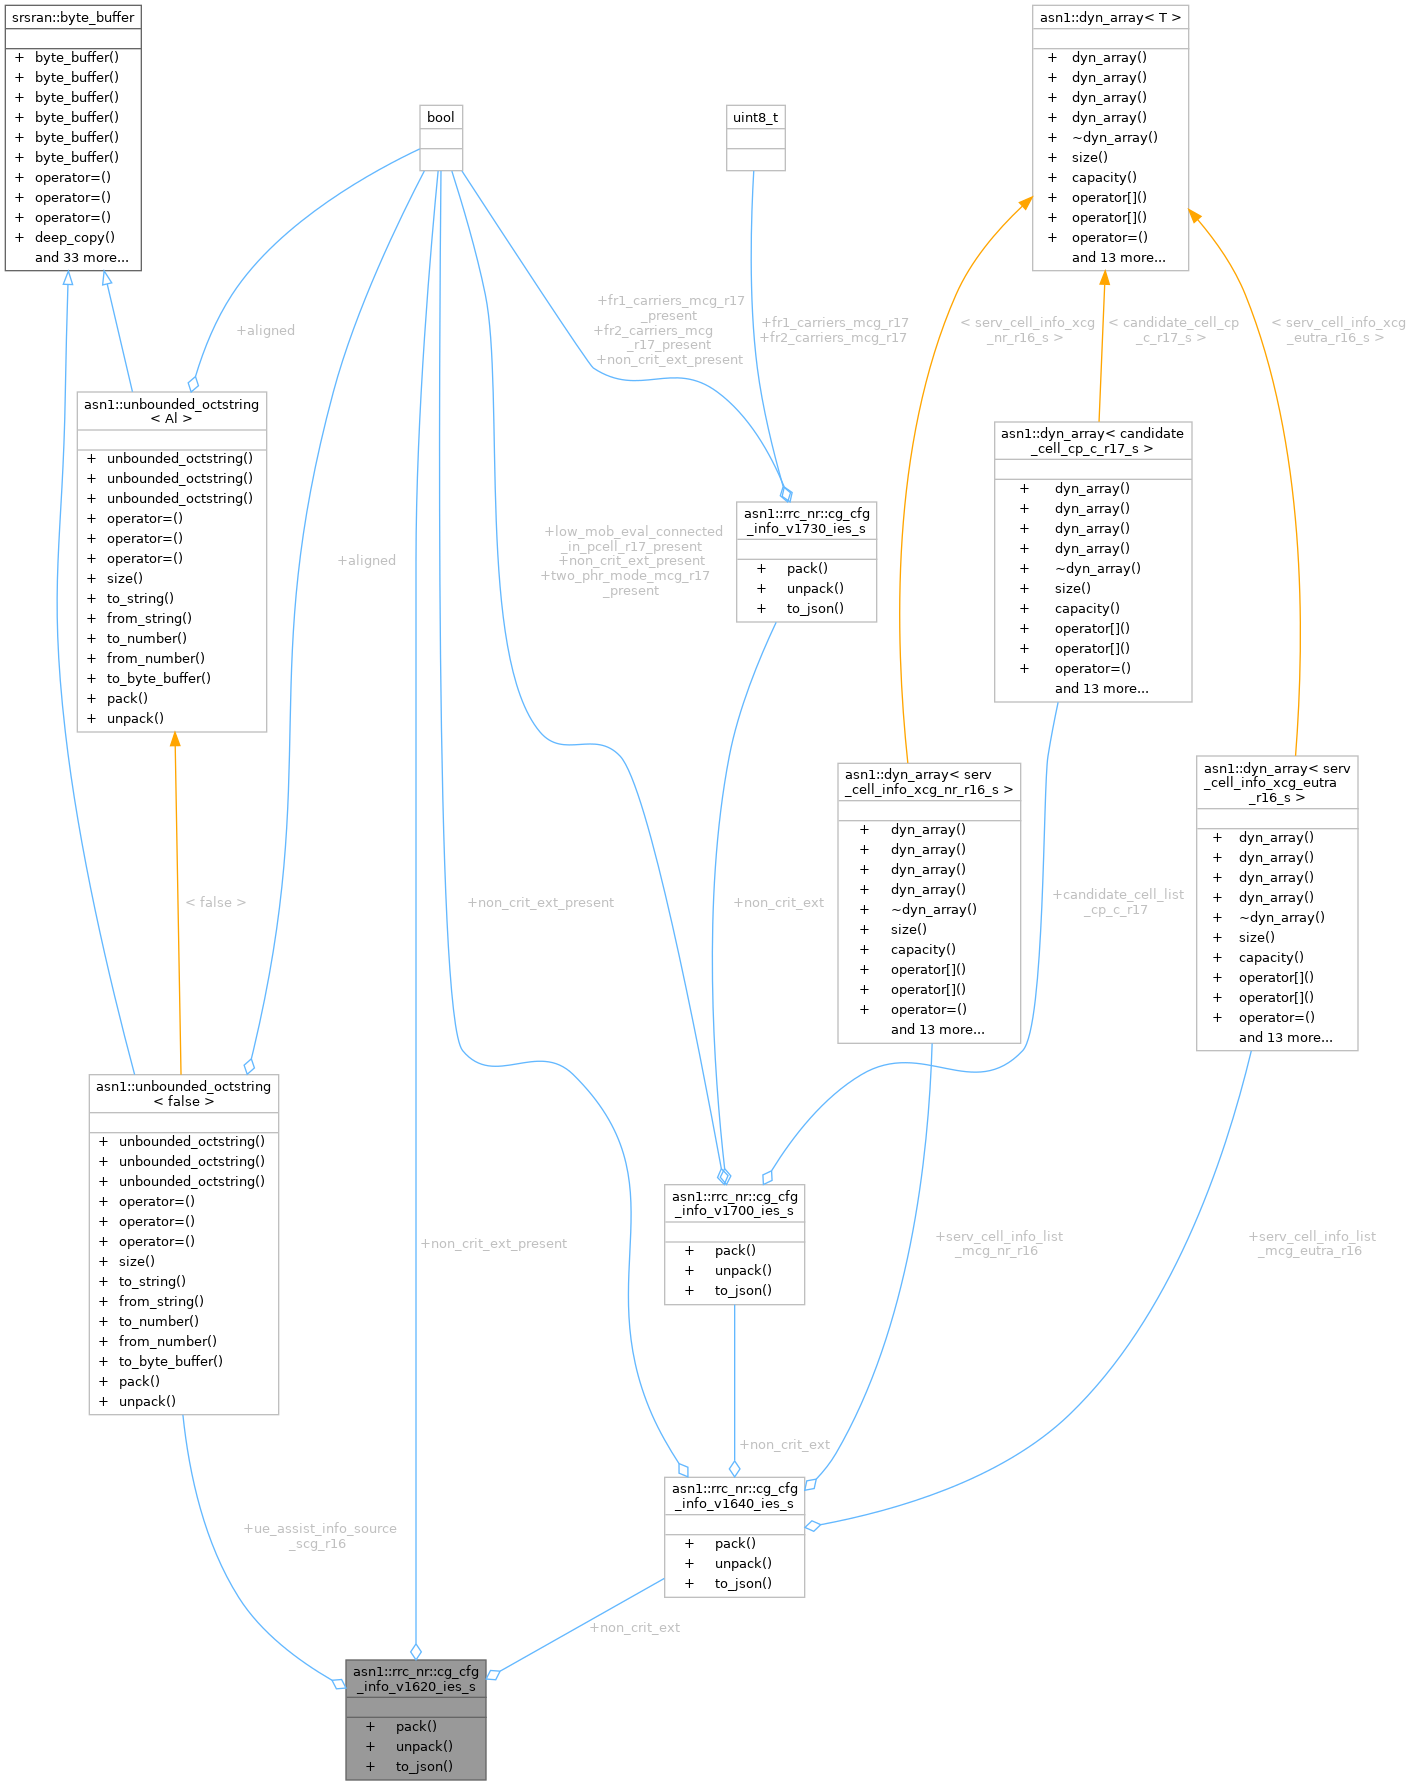 srsran::byte_buffer
+ byte_buffer()
+ byte_buffer()
+ byte_buffer()
+ byte_buffer()
+ byte_buffer()
+ byte_buffer()
+ operator=()
+ operator=()
+ operator=()
+ deep_copy()
and 33 more...
bool
uint8_t
asn1::dyn_array< T >
+ dyn_array()
+ dyn_array()
+ dyn_array()
+ dyn_array()
+ ~dyn_array()
+ size()
+ capacity()
+ operator[]()
+ operator[]()
+ operator=()
and 13 more...
+aligned
+fr1_carriers_mcg_r17
_present
+fr2_carriers_mcg
_r17_present
+non_crit_ext_present
+fr1_carriers_mcg_r17
+fr2_carriers_mcg_r17
< serv_cell_info_xcg
_nr_r16_s >
< candidate_cell_cp
_c_r17_s >
< serv_cell_info_xcg
_eutra_r16_s >
asn1::unbounded_octstring
< Al >
+ unbounded_octstring()
+ unbounded_octstring()
+ unbounded_octstring()
+ operator=()
+ operator=()
+ operator=()
+ size()
+ to_string()
+ from_string()
+ to_number()
+ from_number()
+ to_byte_buffer()
+ pack()
+ unpack()
+aligned
+low_mob_eval_connected
_in_pcell_r17_present
+non_crit_ext_present
+two_phr_mode_mcg_r17
_present
asn1::rrc_nr::cg_cfg
_info_v1730_ies_s
+ pack()
+ unpack()
+ to_json()
asn1::dyn_array< candidate
_cell_cp_c_r17_s >
+ dyn_array()
+ dyn_array()
+ dyn_array()
+ dyn_array()
+ ~dyn_array()
+ size()
+ capacity()
+ operator[]()
+ operator[]()
+ operator=()
and 13 more...
asn1::dyn_array< serv
_cell_info_xcg_nr_r16_s >
+ dyn_array()
+ dyn_array()
+ dyn_array()
+ dyn_array()
+ ~dyn_array()
+ size()
+ capacity()
+ operator[]()
+ operator[]()
+ operator=()
and 13 more...
asn1::dyn_array< serv
_cell_info_xcg_eutra
_r16_s >
+ dyn_array()
+ dyn_array()
+ dyn_array()
+ dyn_array()
+ ~dyn_array()
+ size()
+ capacity()
+ operator[]()
+ operator[]()
+ operator=()
and 13 more...
< false >
+non_crit_ext_present
+non_crit_ext
+candidate_cell_list
_cp_c_r17
asn1::unbounded_octstring
< false >
+ unbounded_octstring()
+ unbounded_octstring()
+ unbounded_octstring()
+ operator=()
+ operator=()
+ operator=()
+ size()
+ to_string()
+ from_string()
+ to_number()
+ from_number()
+ to_byte_buffer()
+ pack()
+ unpack()
+non_crit_ext_present
asn1::rrc_nr::cg_cfg
_info_v1700_ies_s
+ pack()
+ unpack()
+ to_json()
+serv_cell_info_list
_mcg_nr_r16
+serv_cell_info_list
_mcg_eutra_r16
+non_crit_ext
asn1::rrc_nr::cg_cfg
_info_v1640_ies_s
+ pack()
+ unpack()
+ to_json()
+ue_assist_info_source
_scg_r16
+non_crit_ext
asn1::rrc_nr::cg_cfg
_info_v1620_ies_s
+ pack()
+ unpack()
+ to_json()